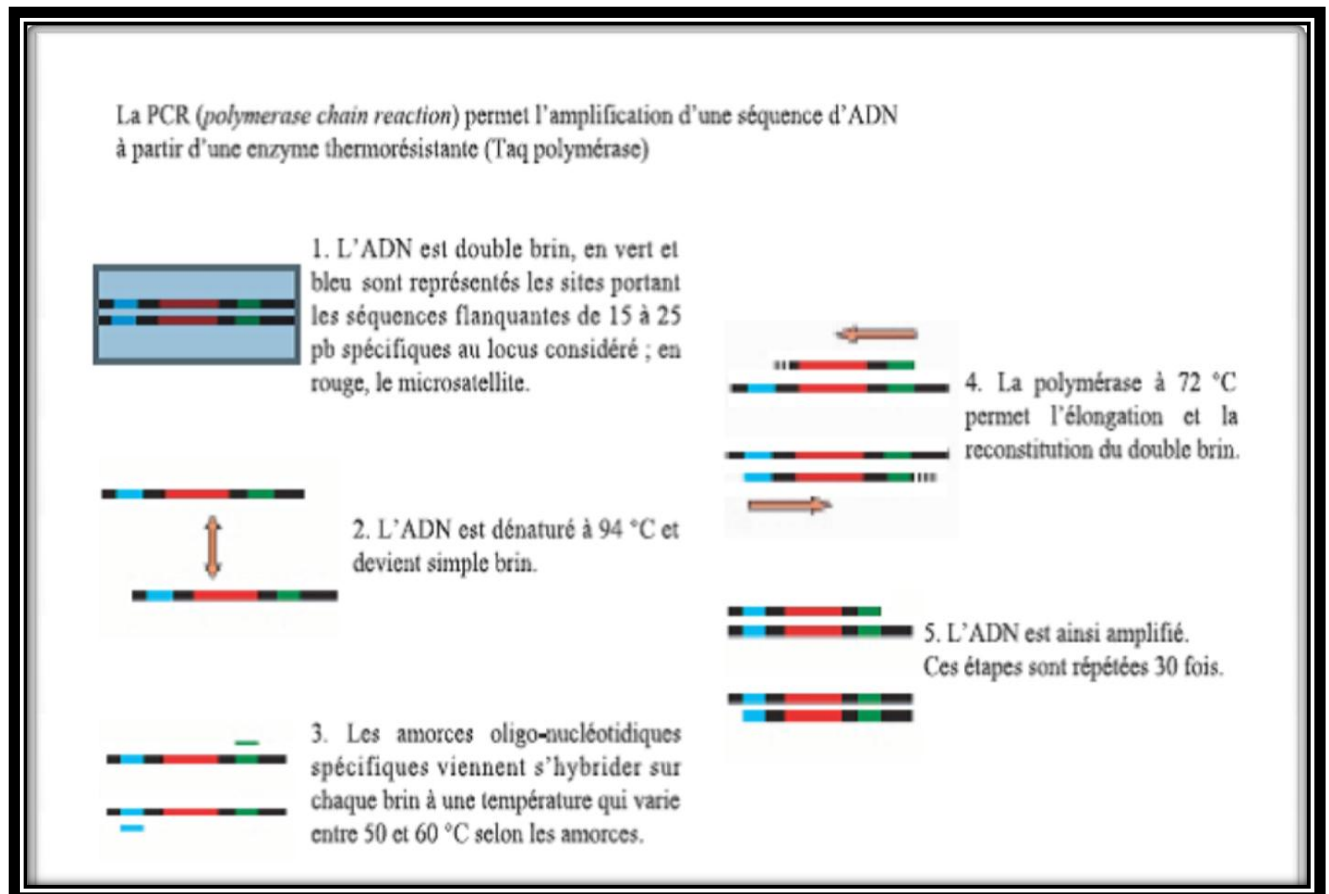 La PCR (polymerase chain reaction) permet l'amplification d'une séquence d'ADN
à partir d'une enzyme thermorésistante (Taq polymérase)
1. L'ADN est double brin, en vert et
bleu sont représentés les sites portant
les séquences flanquantes de 15 à 25
pb spécifiques au locus considéré ; en
rouge, le microsatellite.
2. L'ADN est dénaturé à 94 °C et
devient simple brin.
3. Les amorces oligo-nucléotidiques
spécifiques viennent s'hybrider sur
chaque brin à une température qui varie
entre 50 et 60 °C selon les amorces.
4. La polymérase à 72 °C
permet l'élongation et la
reconstitution du double brin.
5. L'ADN est ainsi amplifié.
Ces étapes sont répétées 30 fois.